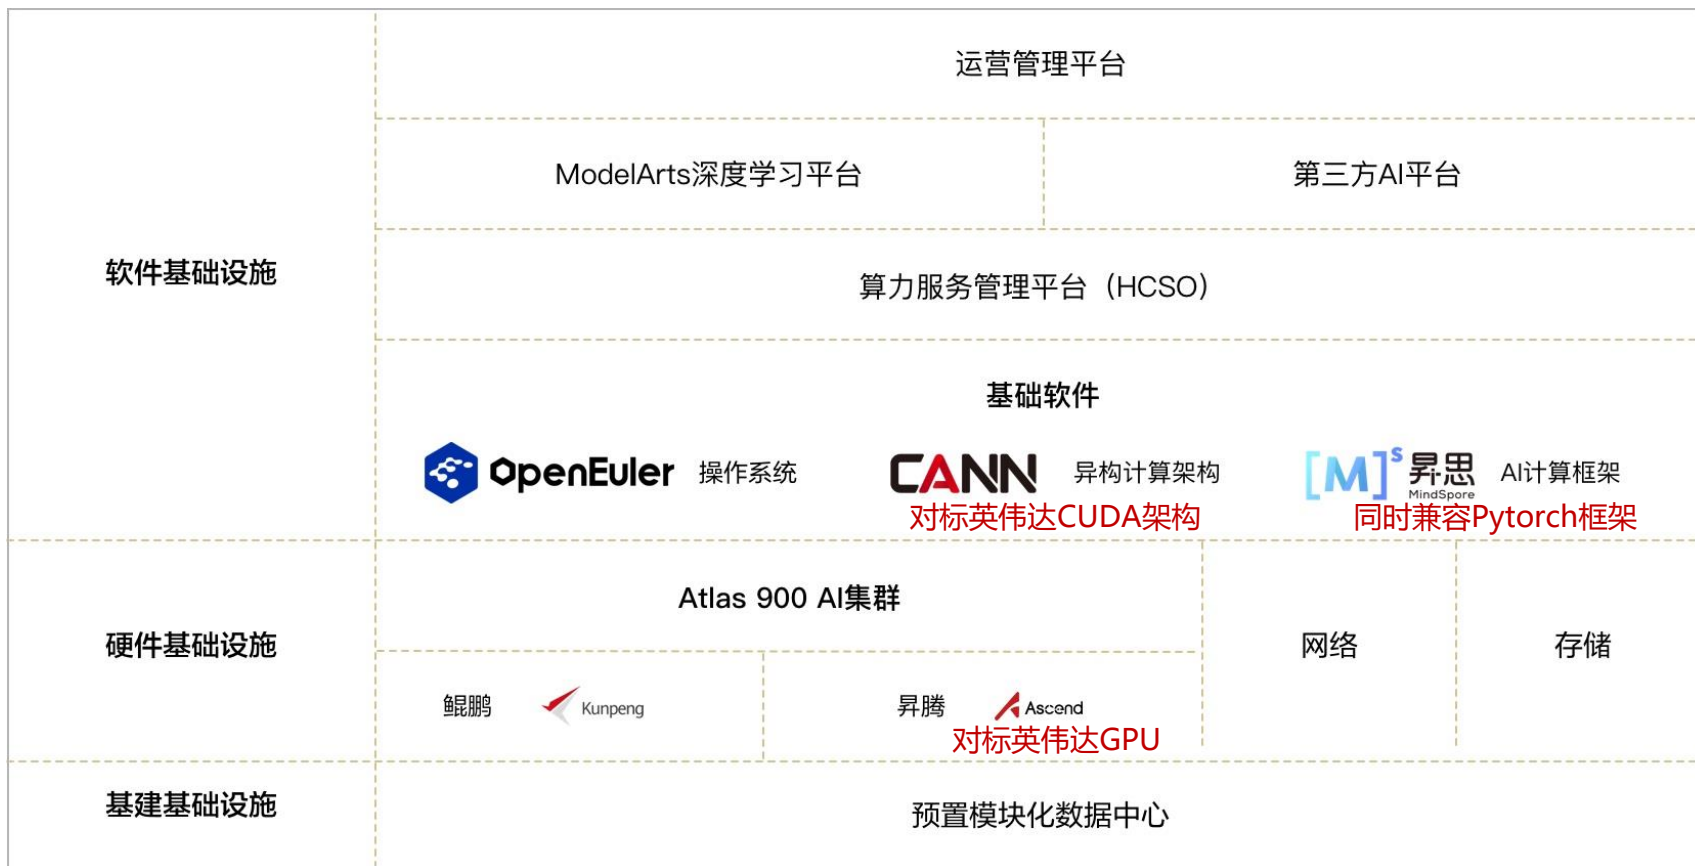 运营管理平台
ModelArts深度学习平台
第三方AI平台
软件基础设施
算力服务管理平台（HCSO）
基础软件
OpenEuler 操作系统
CANN 异构计算架构
对标英伟达CUDA架构
[M]s 昇思 MindSpore AI计算框架
同时兼容Pytorch框架
硬件基础设施
Atlas 900 AI集群
鲲鹏 Kunpeng
昇腾 Ascend
对标英伟达GPU
网络
存储
基建基础设施
预置模块化数据中心